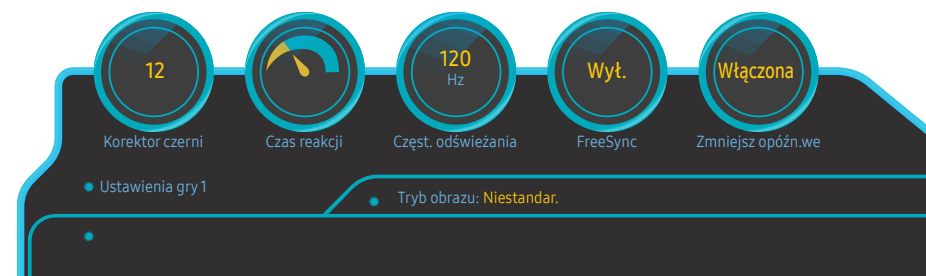 12
120
Hz
Wył.
Włączona
Korektor czerni
Czas reakcji
Częst. odświeżania
FreeSync
Zmniejsz opóźn.we
Ustawienia gry 1
Tryb obrazu: Niestandar.